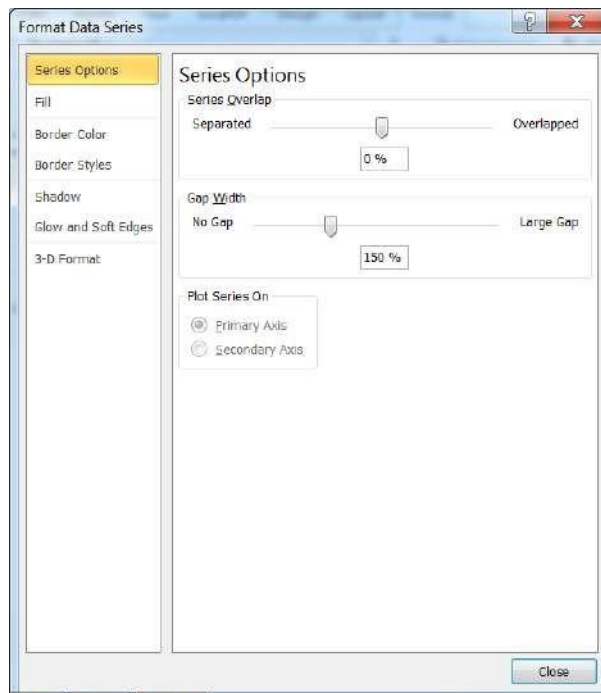 Format Data Series
Series Options
Fill
Border Color
Border Styles
Shadow
Glow and Soft Edges
3-D Format
Series Options
Series Overlap
Separated Overlapped
0 %
Gap Width
No Gap Large Gap
150 %
Plot Series On
Primary Axis
Secondary Axis
Close